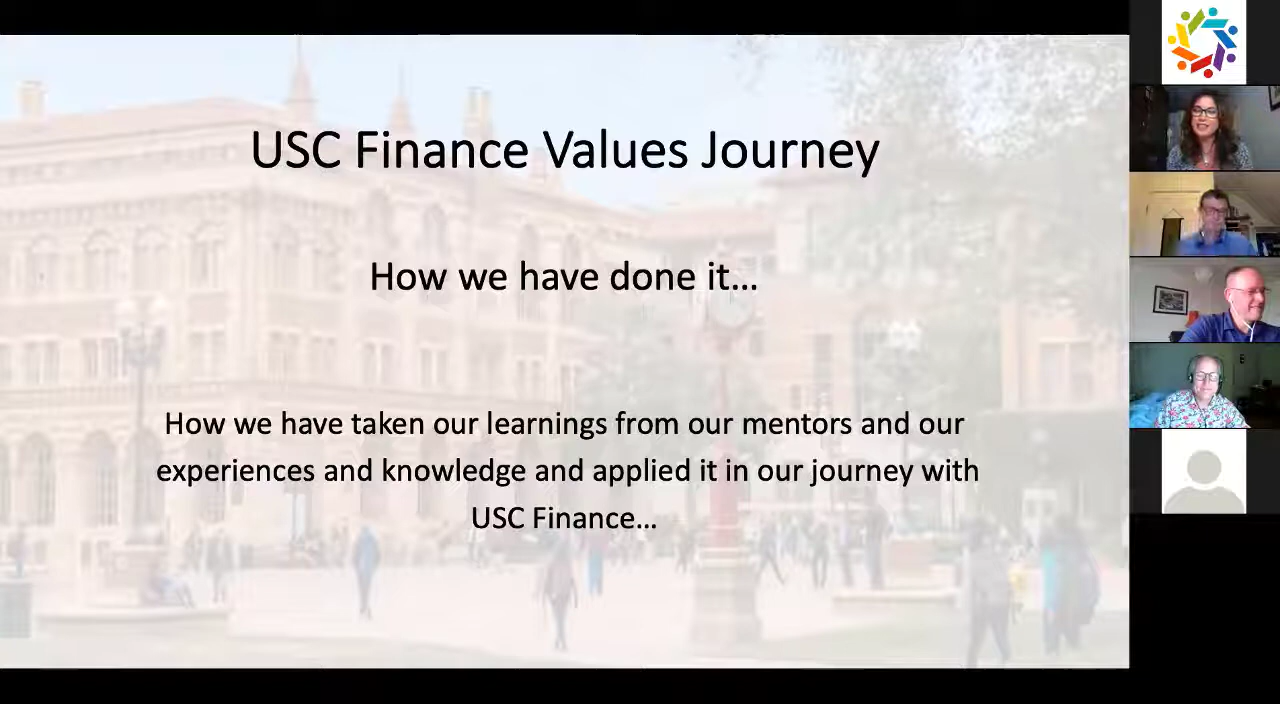 USC Finance Values Journey
How we have done it...
How we have taken our learnings from our mentors and our
experiences and knowledge and applied it in our journey with
USC Finance...